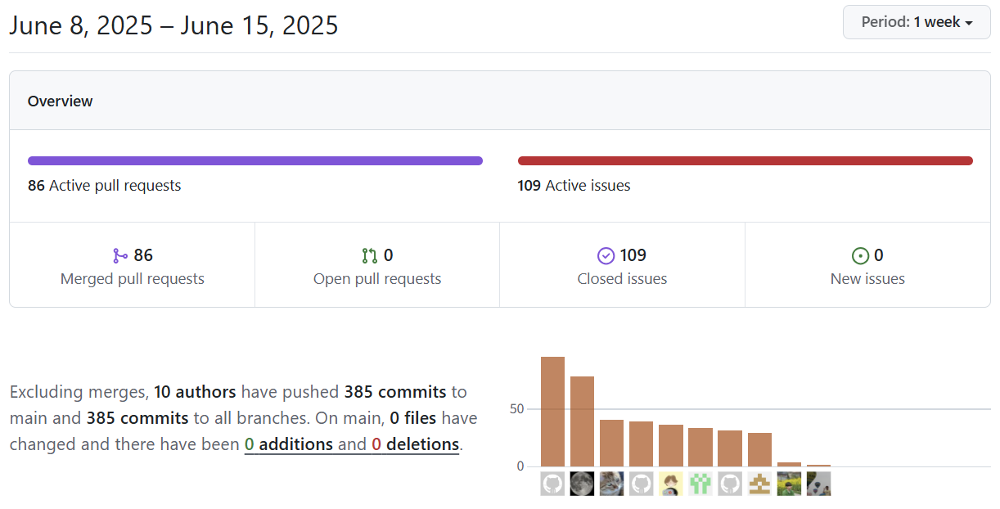 June 8, 2025 – June 15, 2025
Period: 1 week
Overview
86 Active pull requests
109 Active issues
86
Merged pull requests
0
Open pull requests
109
Closed issues
0
New issues
Excluding merges, 10 authors have pushed 385 commits to
main and 385 commits to all branches. On main, 0 files have
changed and there have been 0 additions and 0 deletions.
50
0